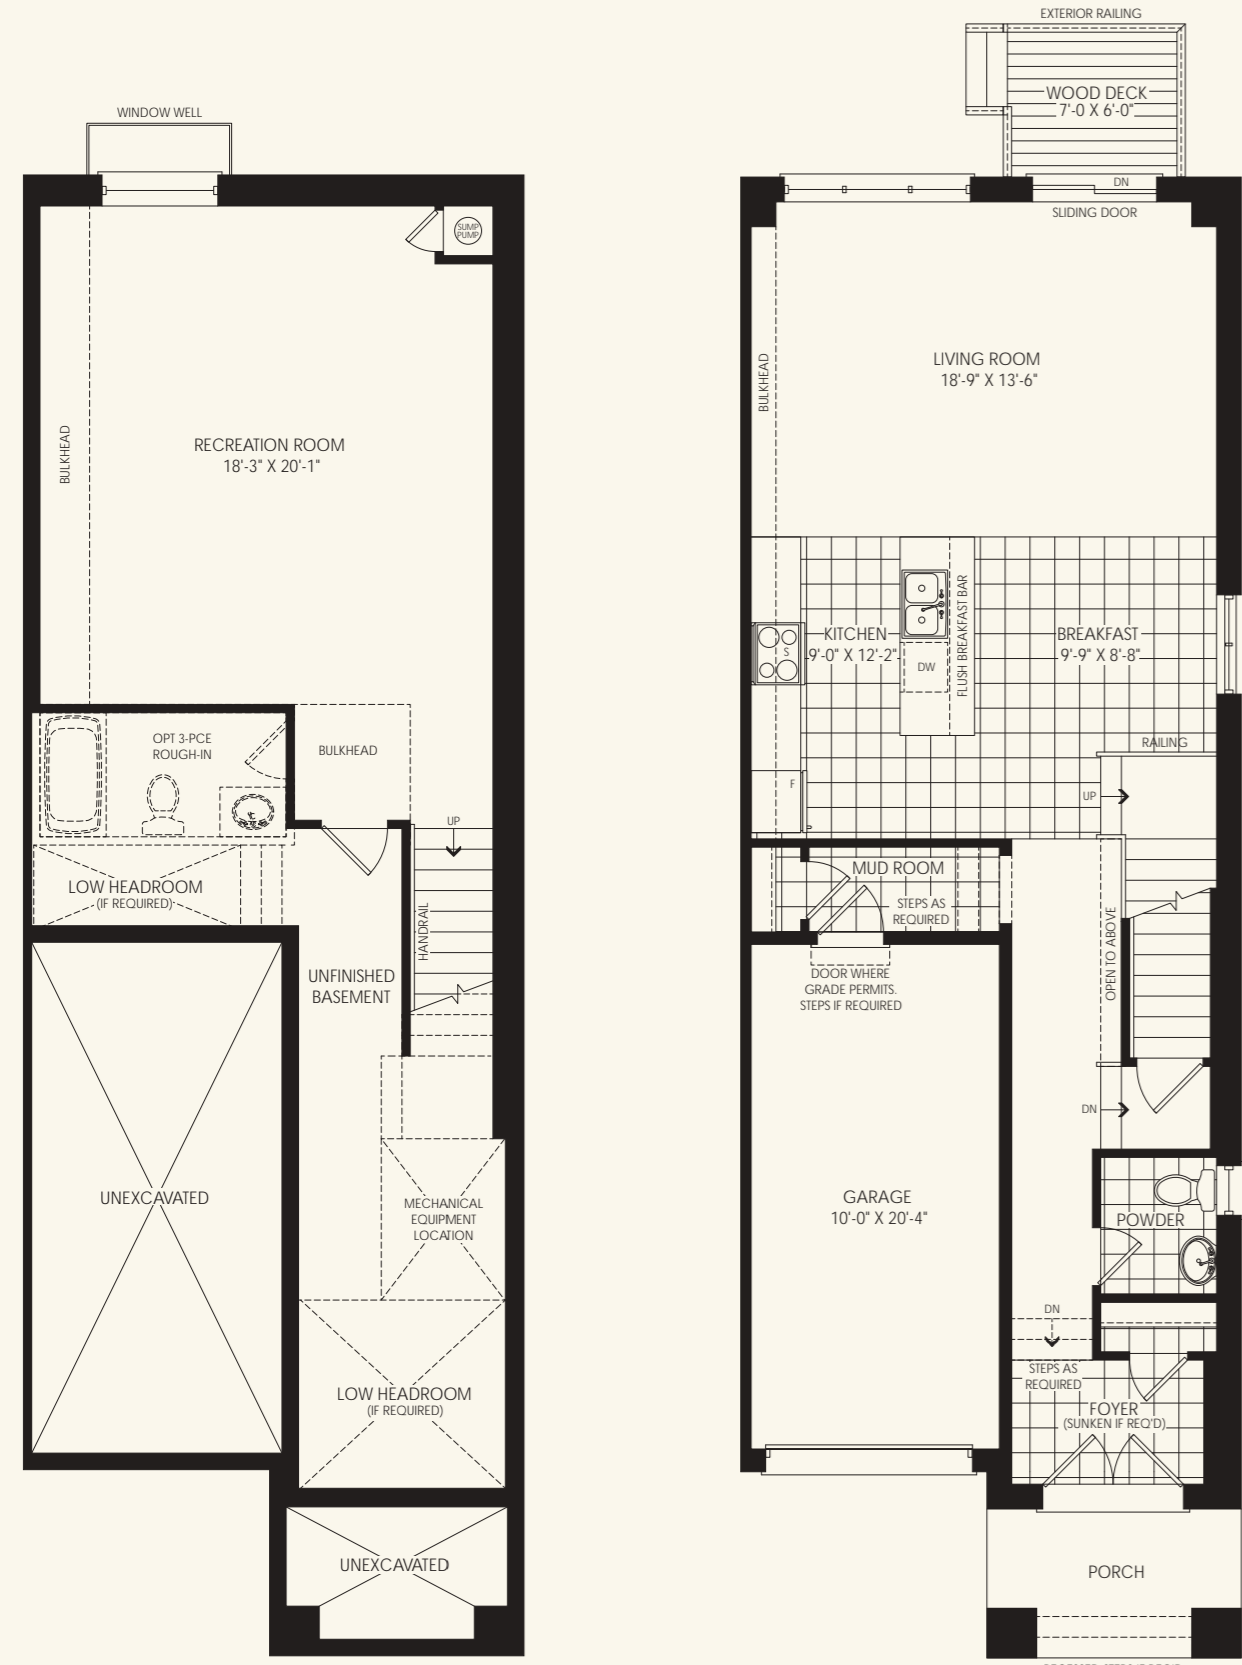 WINDOW WELL
SUMP
PUMP
BULKHEAD
RECREATION ROOM
18'-3" X 20'-1"
OPT 3-PCE
ROUGH-IN
BULKHEAD
UP
LOW HEADROOM
(IF REQUIRED)
HANDRAIL
UNFINISHED
BASEMENT
UNEXCAVATED
MECHANICAL
EQUIPMENT
LOCATION
LOW HEADROOM
(IF REQUIRED)
UNEXCAVATED
EXTERIOR RAILING
WOOD DECK
7'-0 X 6'-0"
DN
SLIDING DOOR
BULKHEAD
LIVING ROOM
18'-9" X 13'-6"
KITCHEN
9'-0" X 12'-2"
S
DW
FLUSH BREAKFAST BAR
BREAKFAST
9'-9" X 8'-8"
RAILING
F
UP
MUD ROOM
STEPS AS
REQUIRED
OPEN TO ABOVE
DOOR WHERE
GRADE PERMITS.
STEPS IF REQUIRED
DN
GARAGE
10'-0" X 20'-4"
POWDER
DN
STEPS AS
REQUIRED
FOYER
(SUNKEN IF REQ'D)
PORCH